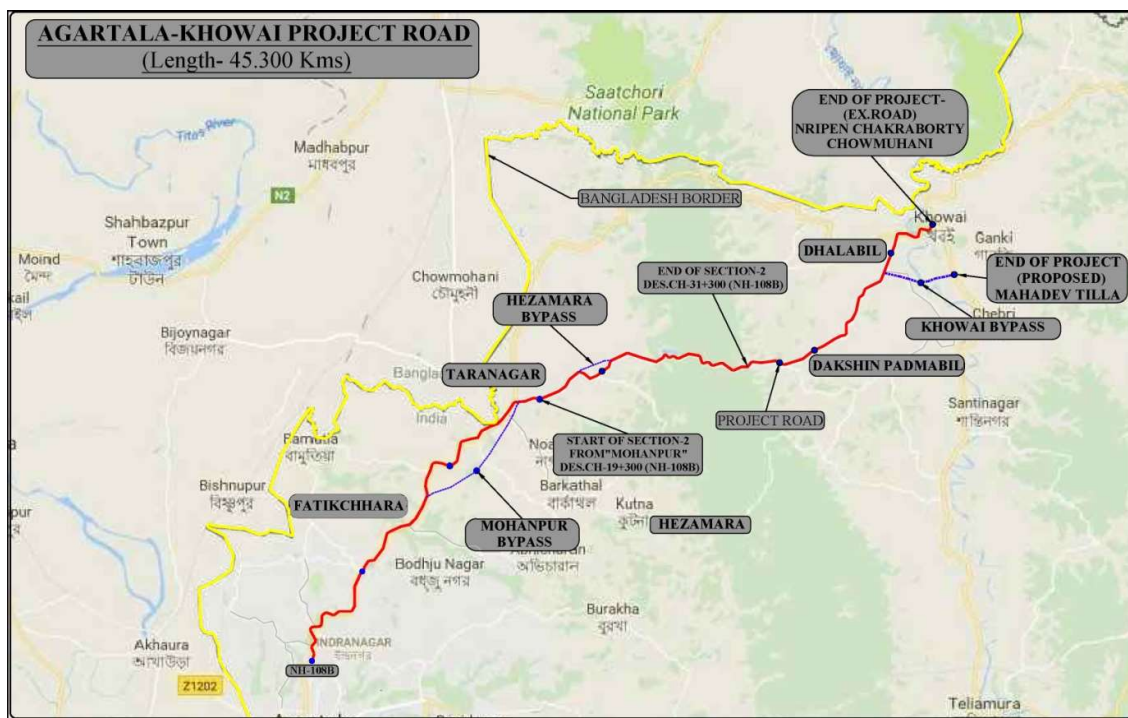 AGARTALA-KHOWAI PROJECT ROAD
(Length- 45.300 Kms)
Saatchori
National Park
END OF PROJECT-
(EX.ROAD)
NRIPEN CHAKRABORTY
CHOWMUHANI
Titas River
Madhabpur
মাধবপুর
N2
BANGLADESH BORDER
Shahbazpur
Town
শাহবাজপুর
টাউন
Khowai
খবই
Ganki
DHALABIL
Moind
Chowmohani
চৌমুহনী
END OF SECTION-2
DES.CH-31+300 (NH-108B)
END OF PROJECT
(PROPOSED)
MAHADEV TILLA
HEZAMARA
BYPASS
Chebri
KHOWAI BYPASS
Bijoynagar
বিজয়নগর
TARANAGAR
DAKSHIN PADMABIL
India
PROJECT ROAD
Santinagar
শান্তিনগর
START OF SECTION-2
FROM"MOHANPUR"
DES.CH-19+300 (NH-108B)
Bamutia
বামুতিয়া
Bishnupur
বিষ্ণুপুর
Barkathal
বার্কাথল
FATIKCHHARA
Kutna
HEZAMARA
MOHANPUR
BYPASS
Bodhju Nagar
বধ্জু নগর
অভিচারান
Burakha
বুরখা
Akhaura
আখাউড়া
INDRANAGAR
NH-108B
Z1202
Teliamura